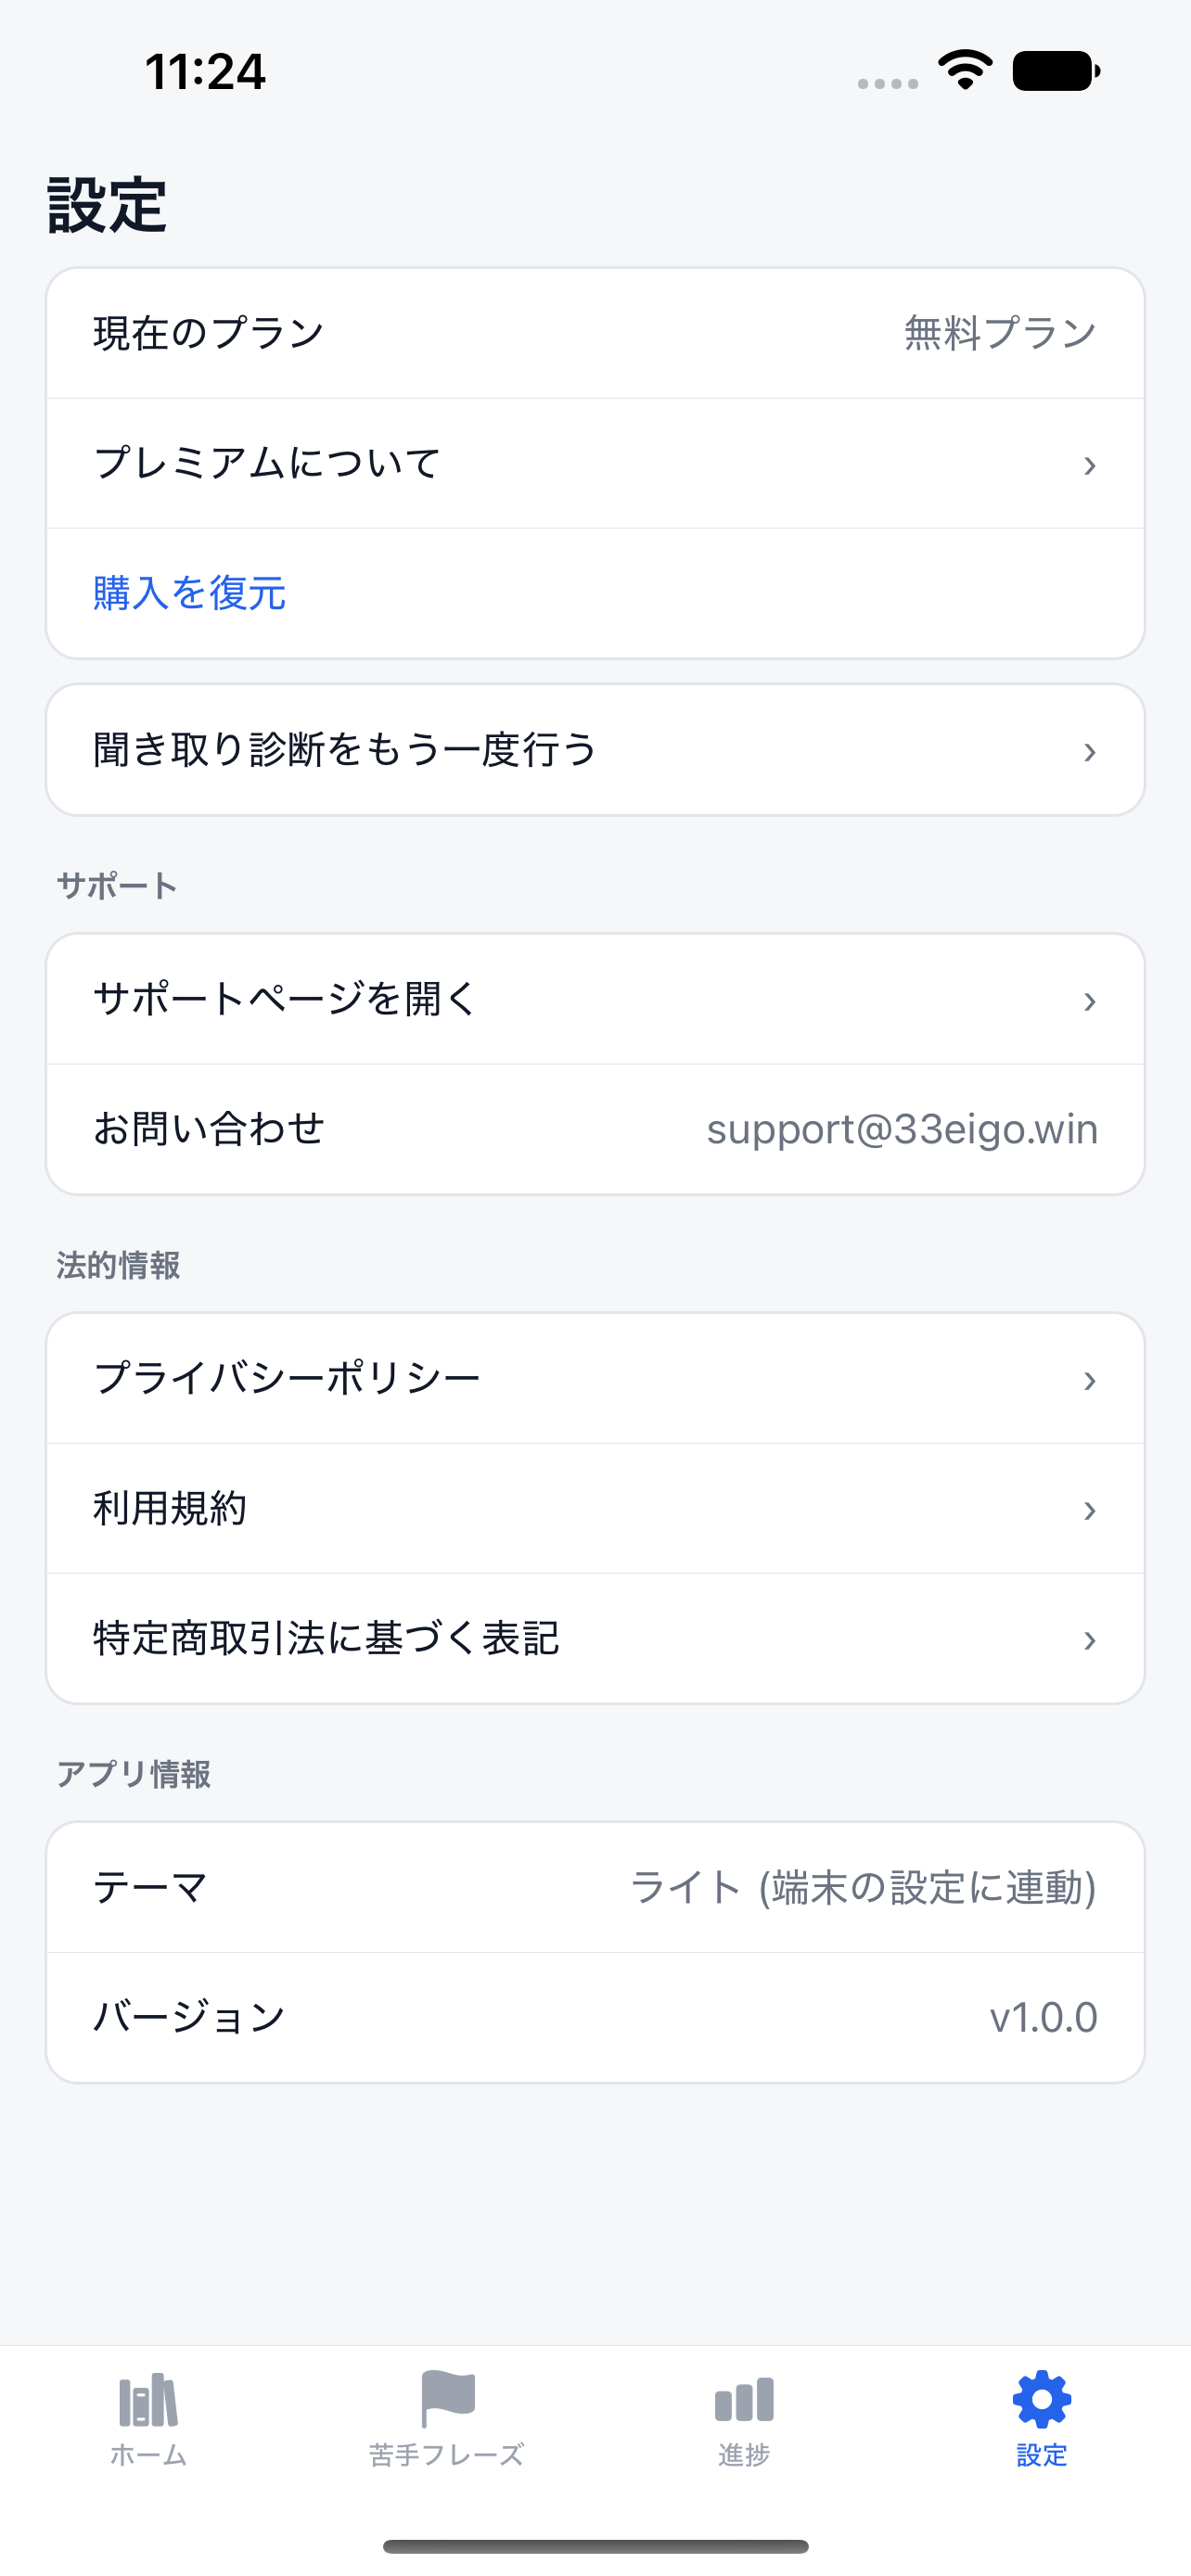 11:24
設定
現在のプラン 無料プラン
プレミアムについて ›
購入を復元
聞き取り診断をもう一度行う ›
サポート
サポートページを開く ›
お問い合わせ support@33eigo.win
法的情報
プライバシーポリシー ›
利用規約 ›
特定商取引法に基づく表記 ›
アプリ情報
テーマ ライト (端末の設定に連動)
バージョン v1.0.0
ホーム 苦手フレーズ 進捗 設定